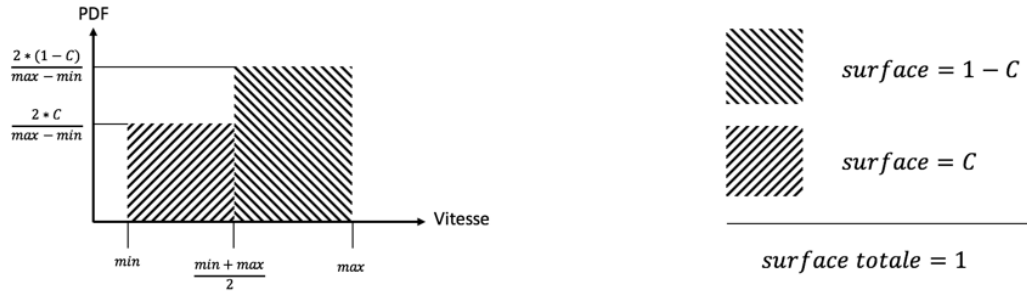 PDF
2 * (1 − C)
max − min
2 * C
max − min
Vitesse
min
min + max
2
max
surface = 1 − C
surface = C
surface totale = 1